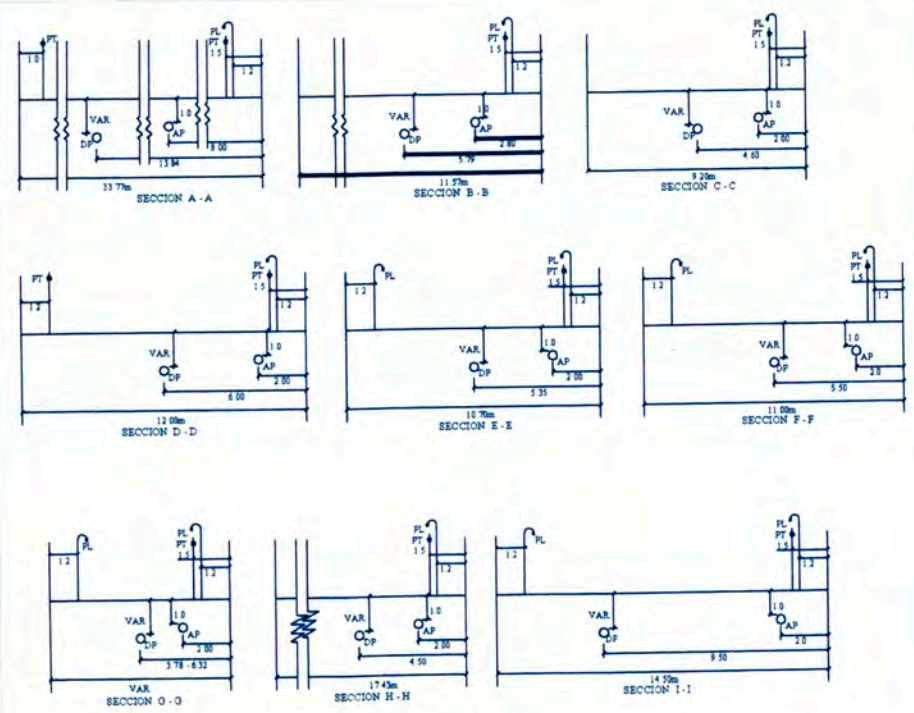 PT
1.0
PL
PT
1.5
1.2
VAR
DP
1.0
AP
8.00
13.84
33.77m
SECCION A - A
PL
PT
1.5
1.2
VAR
DP
1.0
AP
2.80
5.79
11.57m
SECCION B - B
PL
PT
1.5
1.2
VAR
DP
1.0
AP
2.00
4.60
9.20m
SECCION C - C
PT
1.2
PL
PT
1.5
1.2
VAR
DP
1.0
AP
2.00
6.00
12.00m
SECCION D - D
PL
1.2
PL
PT
1.5
1.2
VAR
DP
1.0
AP
2.00
5.35
10.70m
SECCION E - E
PL
1.2
PL
PT
1.5
1.2
VAR
DP
1.0
AP
2.0
5.50
11.00m
SECCION F - F
PL
1.2
PL
PT
1.5
1.2
VAR
DP
1.0
AP
2.00
3.78 - 6.32
VAR
SECCION G - G
PL
PT
1.5
1.2
VAR
DP
1.0
AP
2.00
4.50
17.43m
SECCION H - H
PL
1.2
PL
PT
1.5
1.2
VAR
DP
1.0
AP
2.0
9.50
14.50m
SECCION I - I